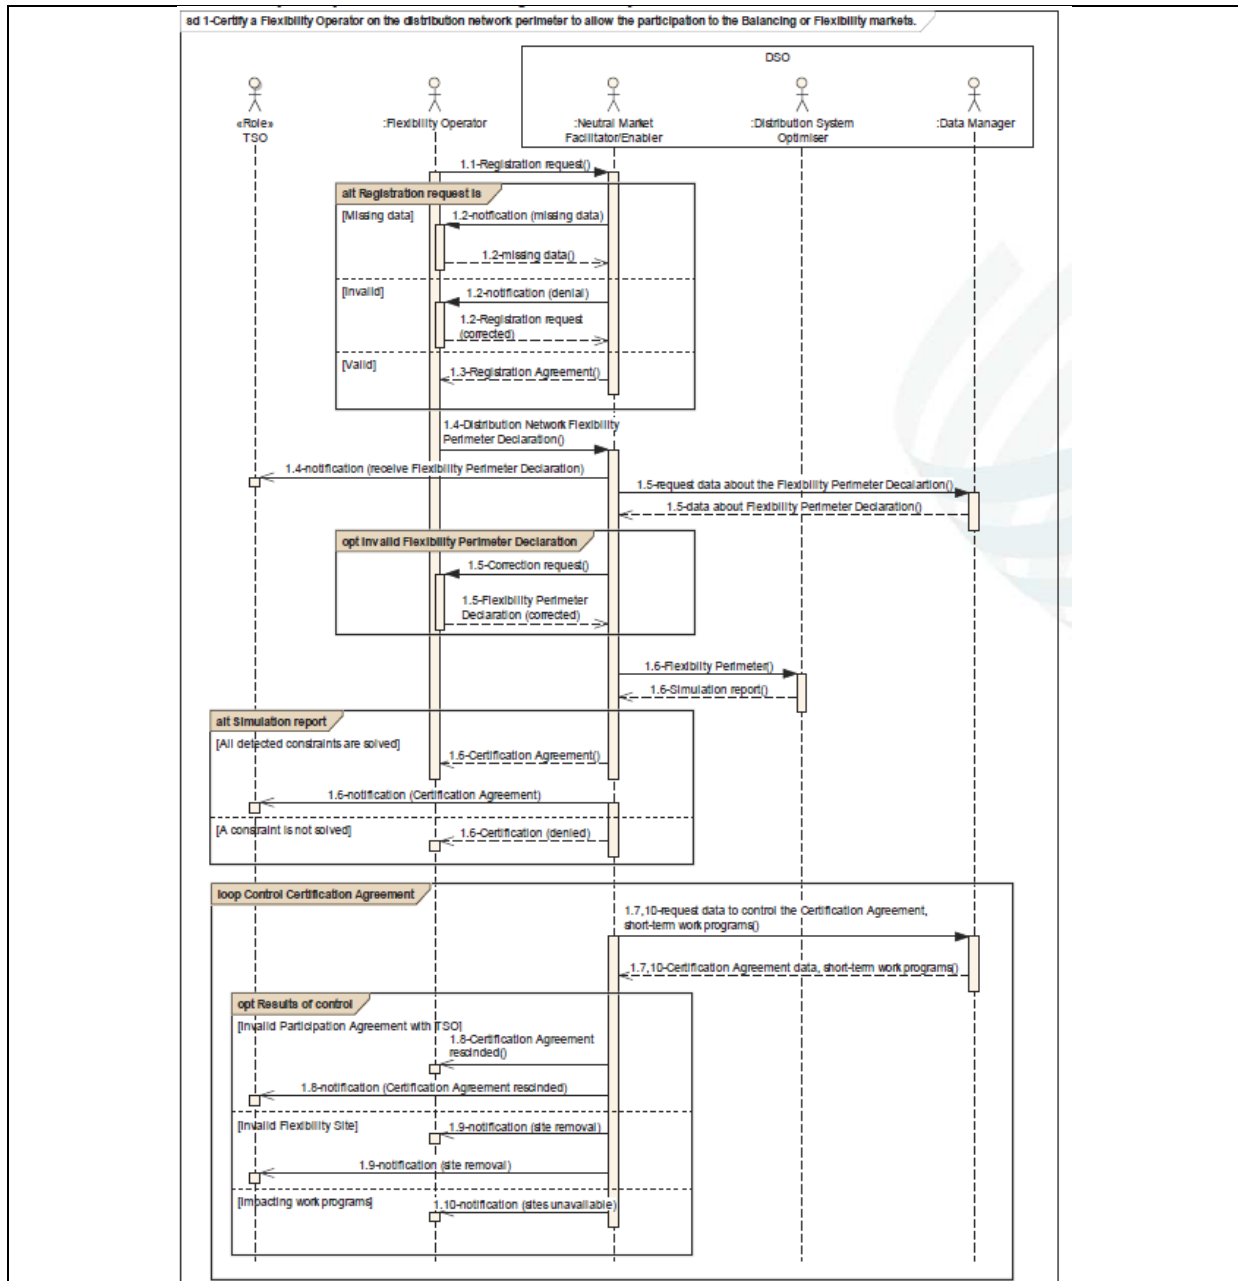 sd 1-Certify a Flexibility Operator on the distribution network perimeter to allow the participation to the Balancing or Flexibility markets.
DSO
«Role»
TSO
:Flexibility Operator
:Neutral Market
Facilitator/Enabler
:Distribution System
Optimiser
:Data Manager
1.1-Registration request()
alt Registration request is
[Missing data]
1.2-notfication (missing data)
1.2-missing data()
[Invalid]
1.2-notification (denial)
1.2-Registration request
(corrected)
[Valid]
1.3-Registration Agreement()
1.4-Distribution Network Flexibility
Perimeter Declaration()
1.4-notification (receive Flexibility Perimeter Declaration)
1.5-request data about the Flexibility Perimeter Decalartion()
1.5-data about Flexibility Perimeter Declaration()
opt Invalid Flexibility Perimeter Declaration
1.5-Correction request()
1.5-Flexibility Perimeter
Declaration (corrected)
1.6-Flexibility Perimeter()
1.6-Simulation report()
alt Simulation report
[All detected constraints are solved]
1.6-Certification Agreement()
1.6-notification (Certification Agreement)
[A constraint is not solved]
1.6-Certification (denied)
loop Control Certification Agreement
1.7,10-request data to control the Certification Agreement,
short-term work programs()
1.7,10-Certification Agreement data, short-term work programs()
opt Results of control
[Invalid Participation Agreement with TSO]
1.8-Certification Agreement
rescinded()
1.8-notification (Certification Agreement rescinded)
[Invalid Flexibility Site]
1.9-notification (site removal)
1.9-notification (site removal)
[Impacting work programs]
1.10-notification (sites unavailable)